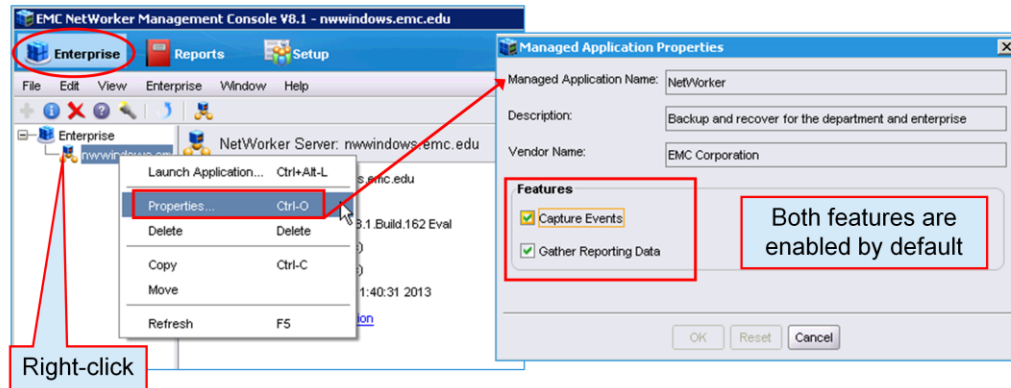 EMC NetWorker Management Console V8.1 - nwwindows.emc.edu
Enterprise Reports Setup
File Edit View Enterprise Window Help
Enterprise
NetWorker Server: nwwindows.emc.edu
Launch Application... Ctrl+Alt-L
s.emc.edu
Properties... Ctrl-O
8.1.Build.162 Eval
Delete Delete
Copy Ctrl-C
Move
1:40:31 2013
Refresh F5
ion
Right-click
Managed Application Properties
Managed Application Name: NetWorker
Description: Backup and recover for the department and enterprise
Vendor Name: EMC Corporation
Features
Capture Events
Gather Reporting Data
Both features are
enabled by default
OK Reset Cancel